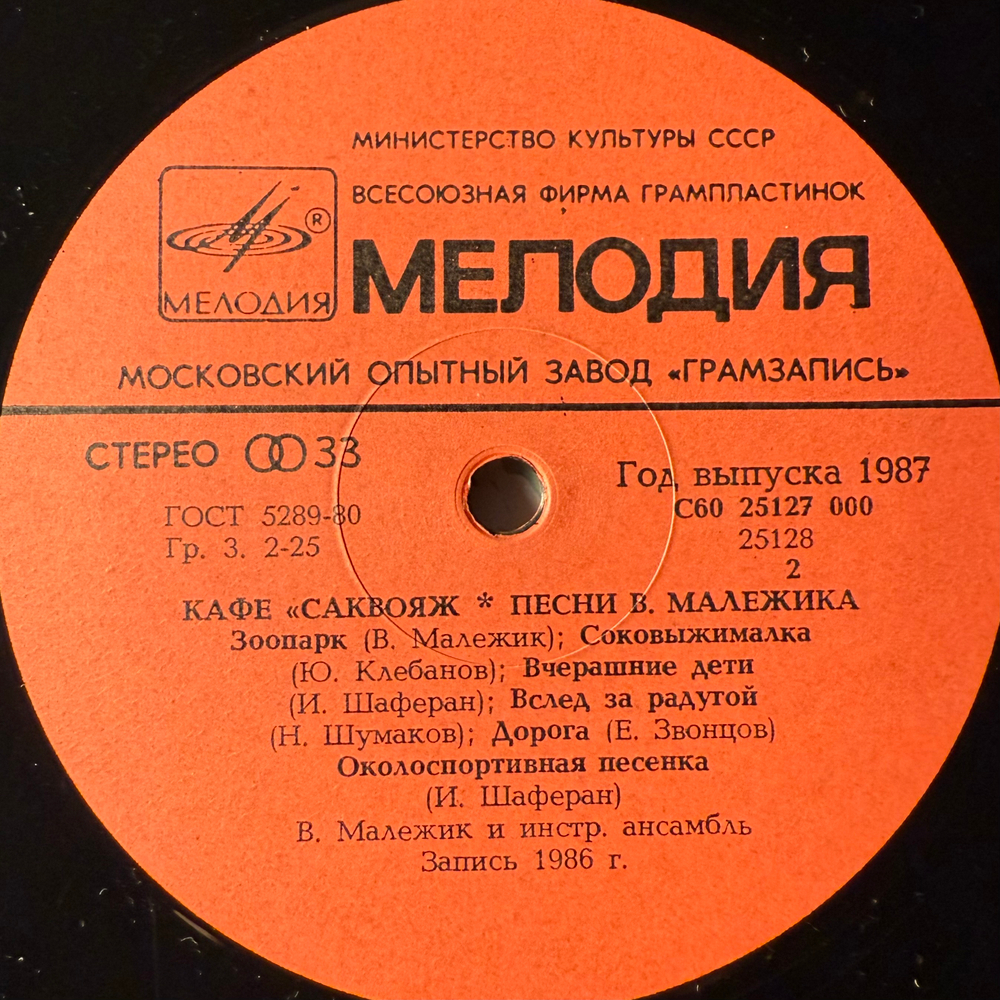 МИНИСТЕРСТВО КУЛЬТУРЫ СССР
ВСЕСОЮЗНАЯ ФИРМА ГРАМПЛАСТИНОК
МЕЛОДИЯ ®
МЕЛОДИЯ
МОСКОВСКИЙ ОПЫТНЫЙ ЗАВОД «ГРАМЗАПИСЬ»
СТЕРЕО 33
Год выпуска 1987
ГОСТ 5289-80
С60 25127 000
Гр. 3. 2-25
25128
2
КАФЕ «САКВОЯЖ * ПЕСНИ В. МАЛЕЖИКА
Зоопарк (В. Малежик); Соковыжималка
(Ю. Клебанов); Вчерашние дети
(И. Шаферан); Вслед за радугой
(Н. Шумаков); Дорога (Е. Звонцов)
Околоспортивная песенка
(И. Шаферан)
В. Малежик и инстр. ансамбль
Запись 1986 г.